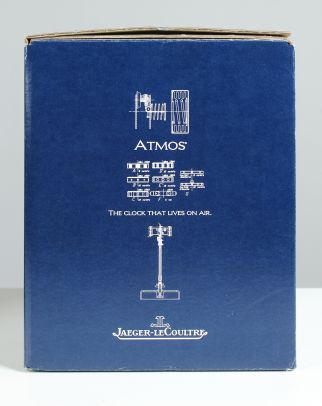 ATMOS®
THE CLOCK THAT LIVES ON AIR.
JAEGER-LECOULTRE